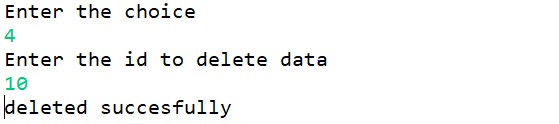 Enter the choice
4
Enter the id to delete data
10
deleted succesfully